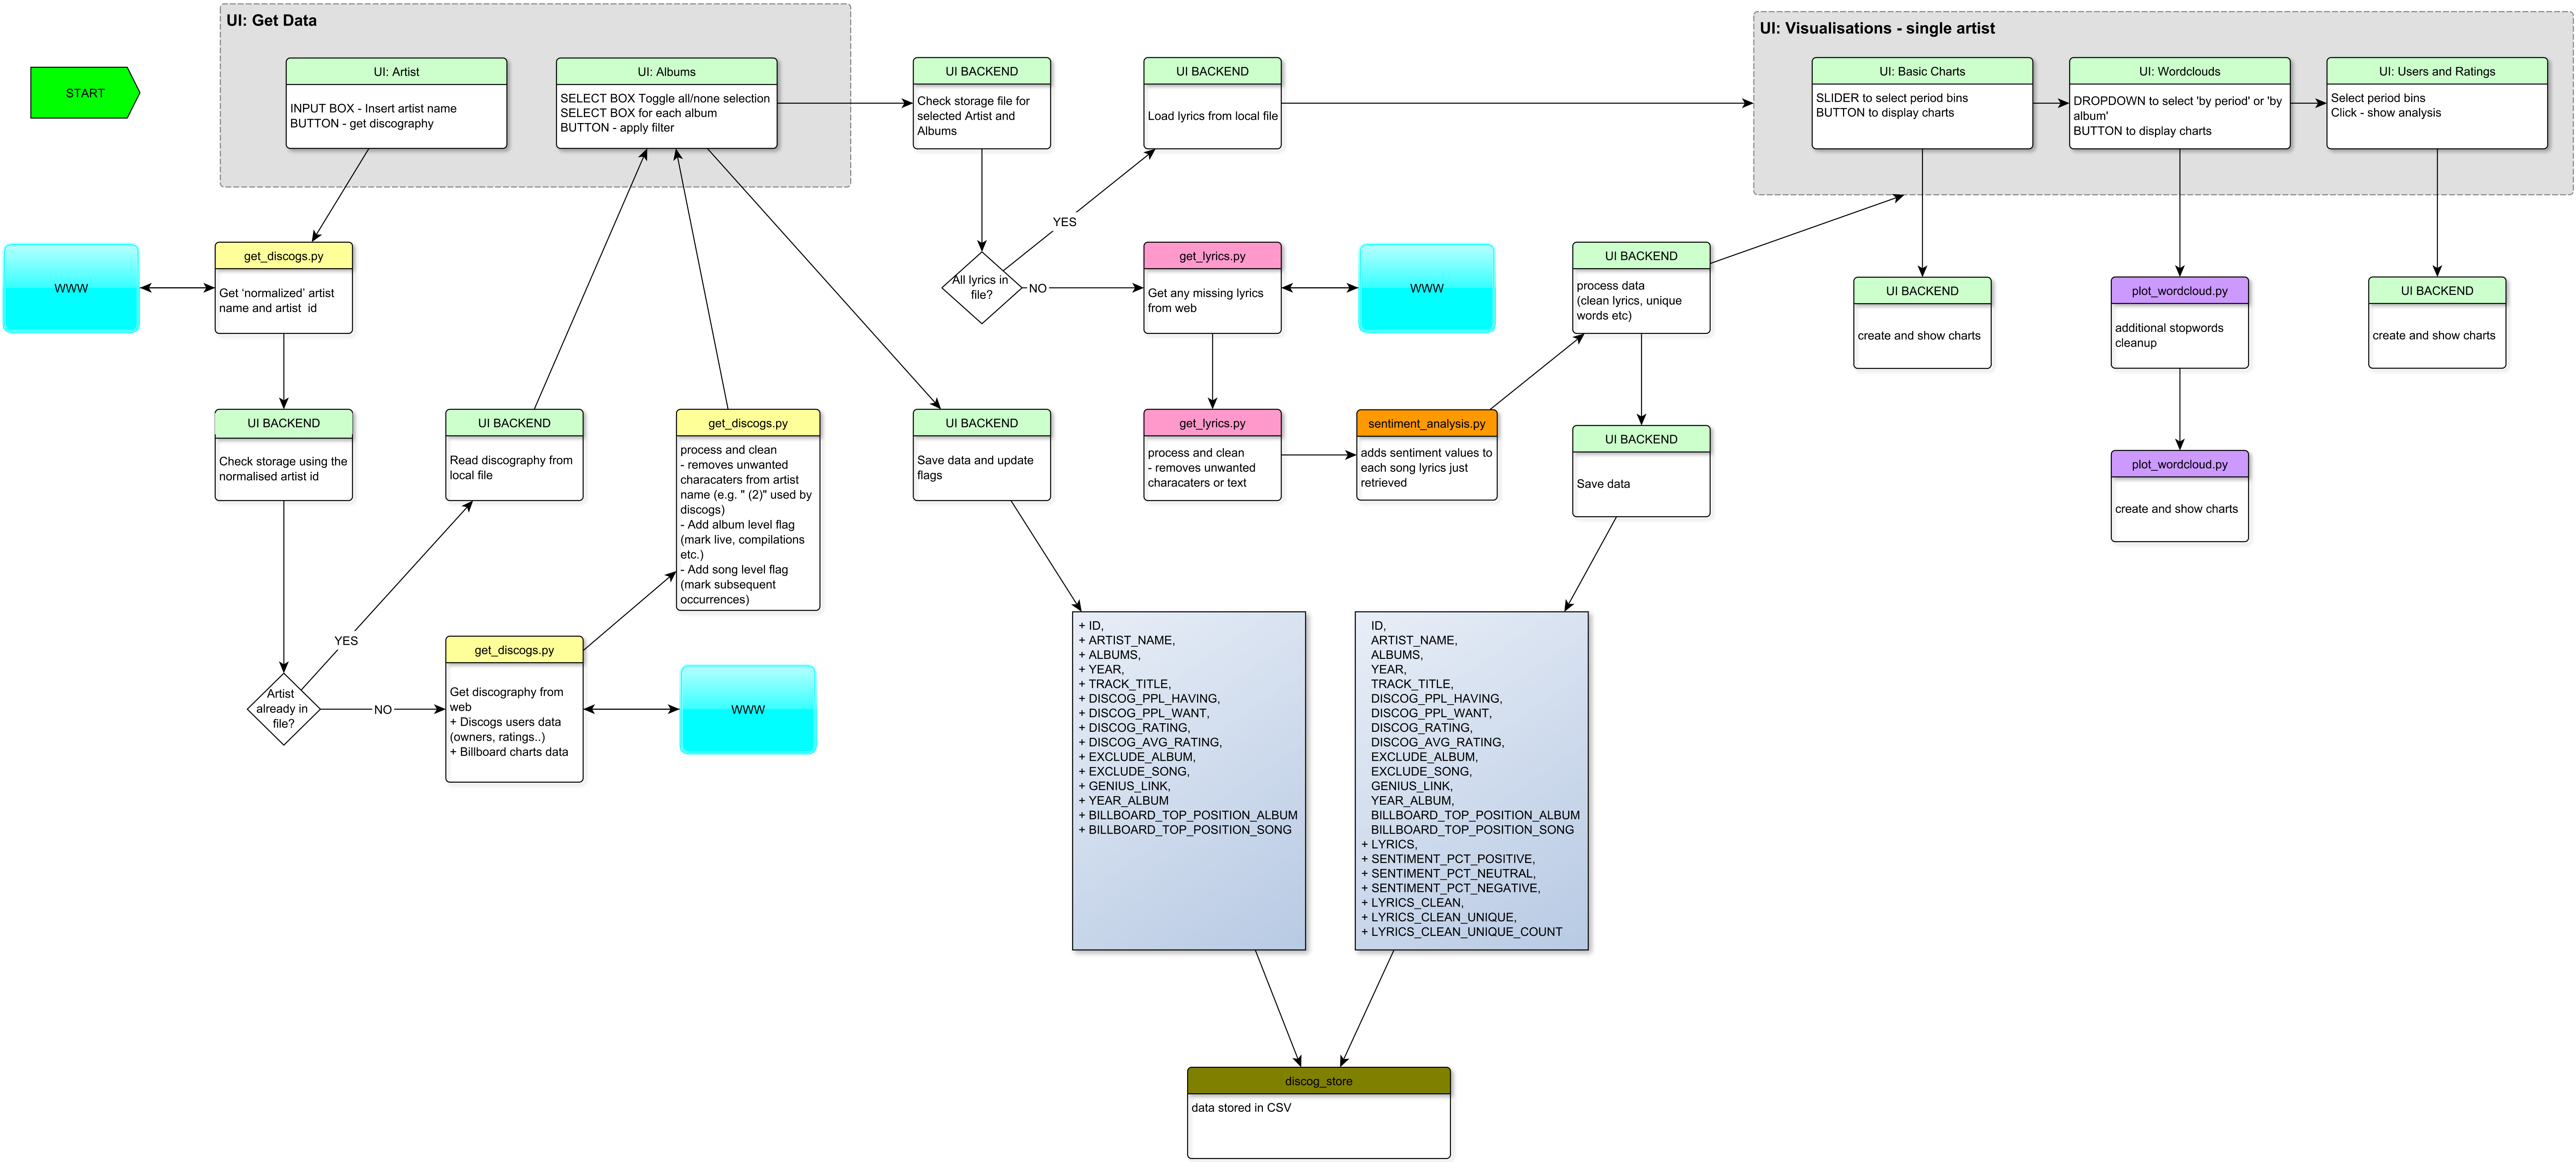 UI: Get Data
UI: Visualisations - single artist
START
UI: Artist
INPUT BOX - Insert artist name
BUTTON - get discography
UI: Albums
SELECT BOX Toggle all/none selection
SELECT BOX for each album
BUTTON - apply filter
UI BACKEND
Check storage file for
selected Artist and
Albums
UI BACKEND
Load lyrics from local file
UI: Basic Charts
SLIDER to select period bins
BUTTON to display charts
UI: Wordclouds
DROPDOWN to select 'by period' or 'by
album'
BUTTON to display charts
UI: Users and Ratings
Select period bins
Click - show analysis
YES
WWW
get_discogs.py
Get ‘normalized’ artist
name and artist  id
All lyrics in
file?
NO
get_lyrics.py
Get any missing lyrics
from web
WWW
UI BACKEND
process data
(clean lyrics, unique
words etc)
UI BACKEND
create and show charts
plot_wordcloud.py
additional stopwords
cleanup
UI BACKEND
create and show charts
UI BACKEND
Check storage using the
normalised artist id
UI BACKEND
Read discography from
local file
get_discogs.py
process and clean
- removes unwanted
characaters from artist
name (e.g. " (2)" used by
discogs)
- Add album level flag
(mark live, compilations
etc.)
- Add song level flag
(mark subsequent
occurrences)
UI BACKEND
Save data and update
flags
get_lyrics.py
process and clean
- removes unwanted
characaters or text
sentiment_analysis.py
adds sentiment values to
each song lyrics just
retrieved
UI BACKEND
Save data
plot_wordcloud.py
create and show charts
YES
Artist
already in
file?
NO
get_discogs.py
Get discography from
web
+ Discogs users data
(owners, ratings..)
+ Billboard charts data
WWW
+ ID,
+ ARTIST_NAME,
+ ALBUMS,
+ YEAR,
+ TRACK_TITLE,
+ DISCOG_PPL_HAVING,
+ DISCOG_PPL_WANT,
+ DISCOG_RATING,
+ DISCOG_AVG_RATING,
+ EXCLUDE_ALBUM,
+ EXCLUDE_SONG,
+ GENIUS_LINK,
+ YEAR_ALBUM
+ BILLBOARD_TOP_POSITION_ALBUM
+ BILLBOARD_TOP_POSITION_SONG
ID,
ARTIST_NAME,
ALBUMS,
YEAR,
TRACK_TITLE,
DISCOG_PPL_HAVING,
DISCOG_PPL_WANT,
DISCOG_RATING,
DISCOG_AVG_RATING,
EXCLUDE_ALBUM,
EXCLUDE_SONG,
GENIUS_LINK,
YEAR_ALBUM,
BILLBOARD_TOP_POSITION_ALBUM
BILLBOARD_TOP_POSITION_SONG
+ LYRICS,
+ SENTIMENT_PCT_POSITIVE,
+ SENTIMENT_PCT_NEUTRAL,
+ SENTIMENT_PCT_NEGATIVE,
+ LYRICS_CLEAN,
+ LYRICS_CLEAN_UNIQUE,
+ LYRICS_CLEAN_UNIQUE_COUNT
discog_store
data stored in CSV